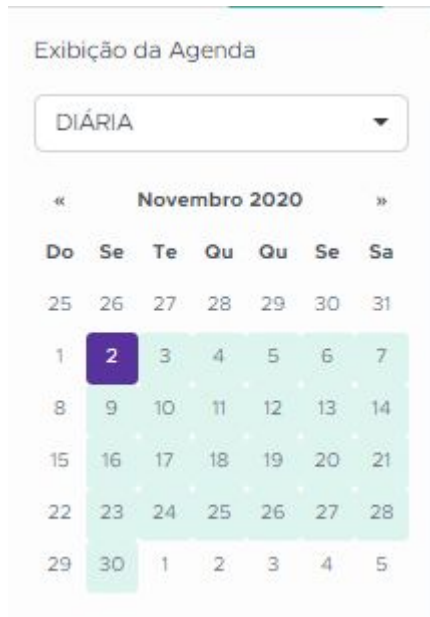 Exibição da Agenda
DIÁRIA
« Novembro 2020 »
Do Se Te Qu Qu Se Sa
25 26 27 28 29 30 31
1 2 3 4 5 6 7
8 9 10 11 12 13 14
15 16 17 18 19 20 21
22 23 24 25 26 27 28
29 30 1 2 3 4 5